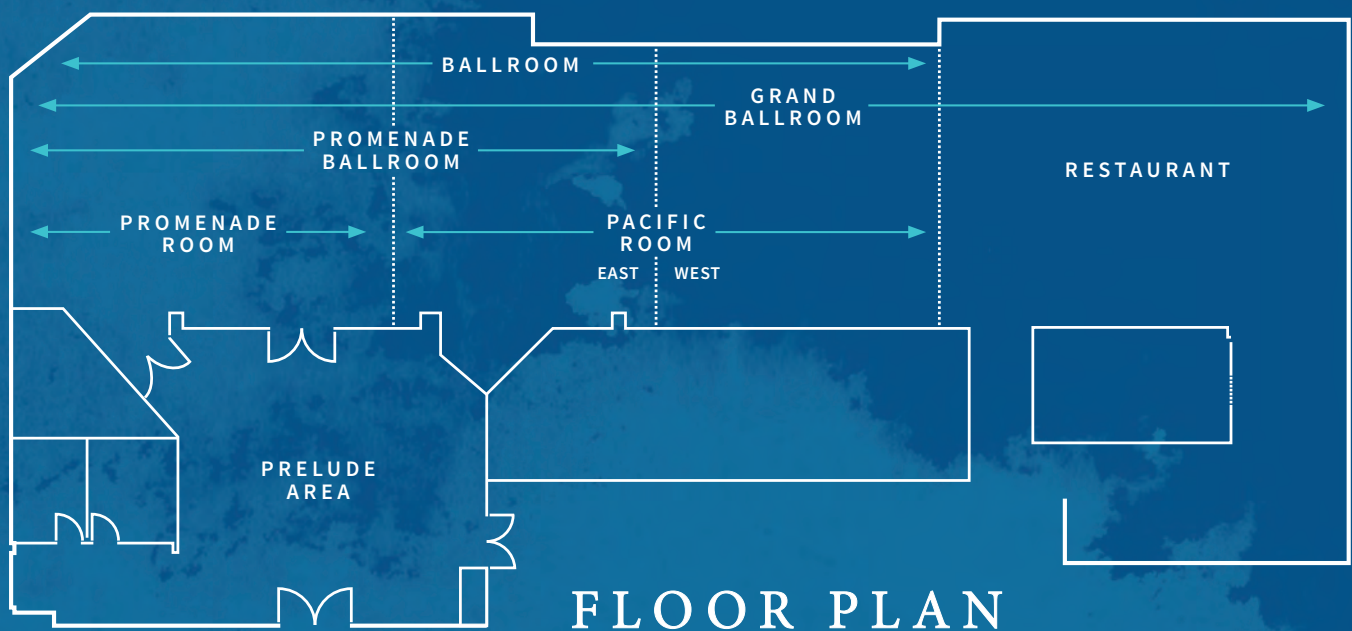 BALLROOM
GRAND
BALLROOM
PROMENADE
BALLROOM
RESTAURANT
PROMENADE
ROOM
PACIFIC
ROOM
EAST WEST
PRELUDE
AREA
FLOOR PLAN